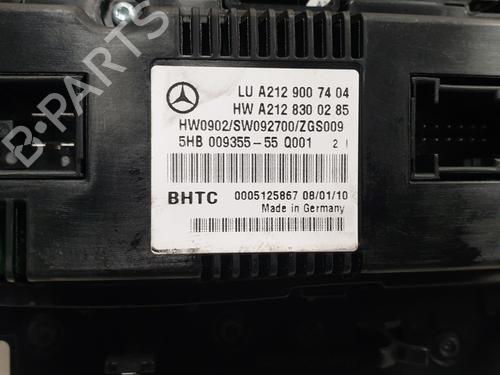 B-PARTS
LU A212 900 74 04
HW A212 830 02 85
HW0902/SW092700/ZGS009
5HB 009355-55 Q001 2 I
BHTC 0005125867 08/01/10
Made in Germany